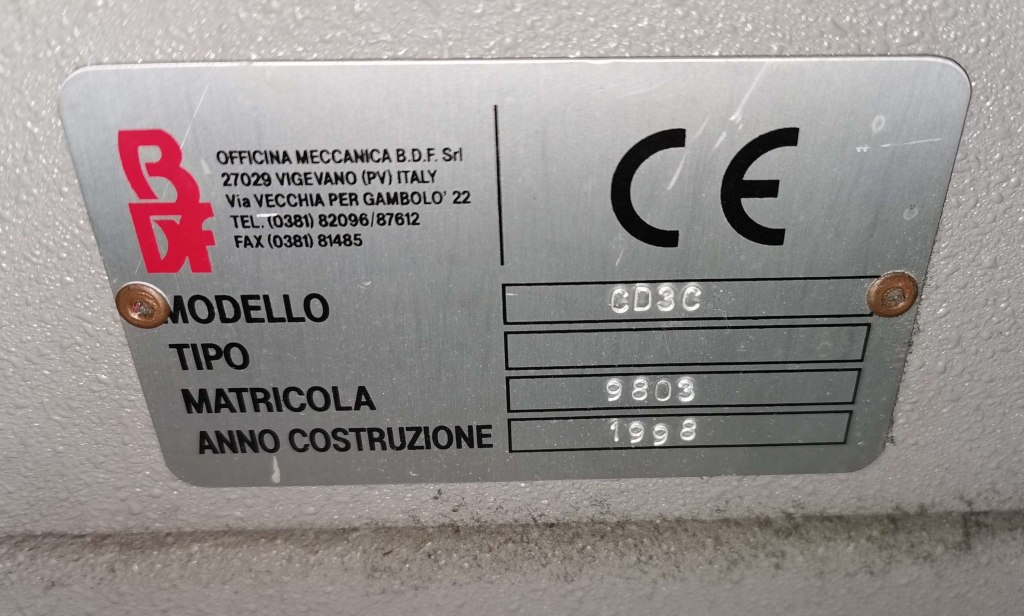 BDF
OFFICINA MECCANICA B.D.F. Srl
27029 VIGEVANO (PV) ITALY
Via VECCHIA PER GAMBOLO' 22
TEL. (0381) 82096/87612
FAX (0381) 81485
CE
MODELLO CD3C
TIPO
MATRICOLA 9803
ANNO COSTRUZIONE 1998